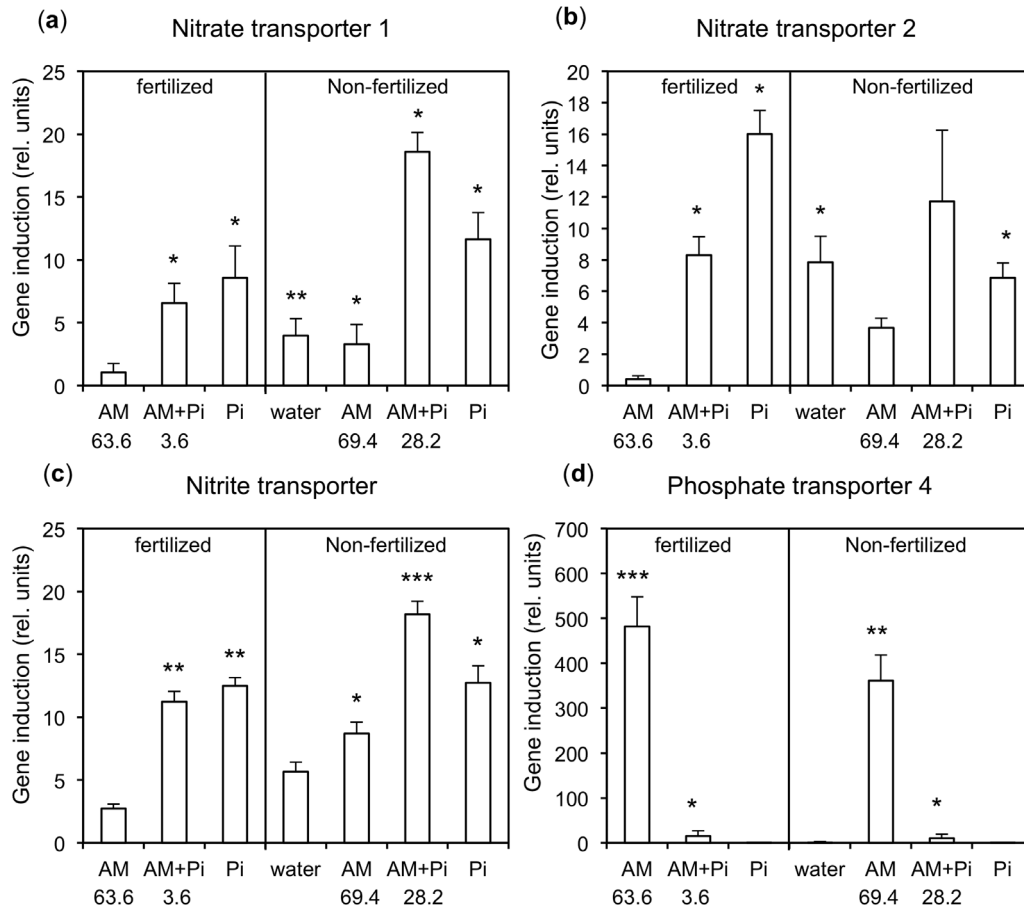 (a)
Nitrate transporter 1
Gene induction (rel. units)
25
20
15
10
5
0
fertilized
Non-fertilized
*
*
**
*
*
*
AM AM+Pi Pi water AM AM+Pi Pi
63.6 3.6 69.4 28.2
(b)
Nitrate transporter 2
Gene induction (rel. units)
20
18
16
14
12
10
8
6
4
2
0
fertilized
Non-fertilized
*
*
*
*
AM AM+Pi Pi water AM AM+Pi Pi
63.6 3.6 69.4 28.2
(c)
Nitrite transporter
Gene induction (rel. units)
25
20
15
10
5
0
fertilized
Non-fertilized
**
**
*
***
*
AM AM+Pi Pi water AM AM+Pi Pi
63.6 3.6 69.4 28.2
(d)
Phosphate transporter 4
Gene induction (rel. units)
700
600
500
400
300
200
100
0
fertilized
Non-fertilized
***
*
**
*
AM AM+Pi Pi water AM AM+Pi Pi
63.6 3.6 69.4 28.2